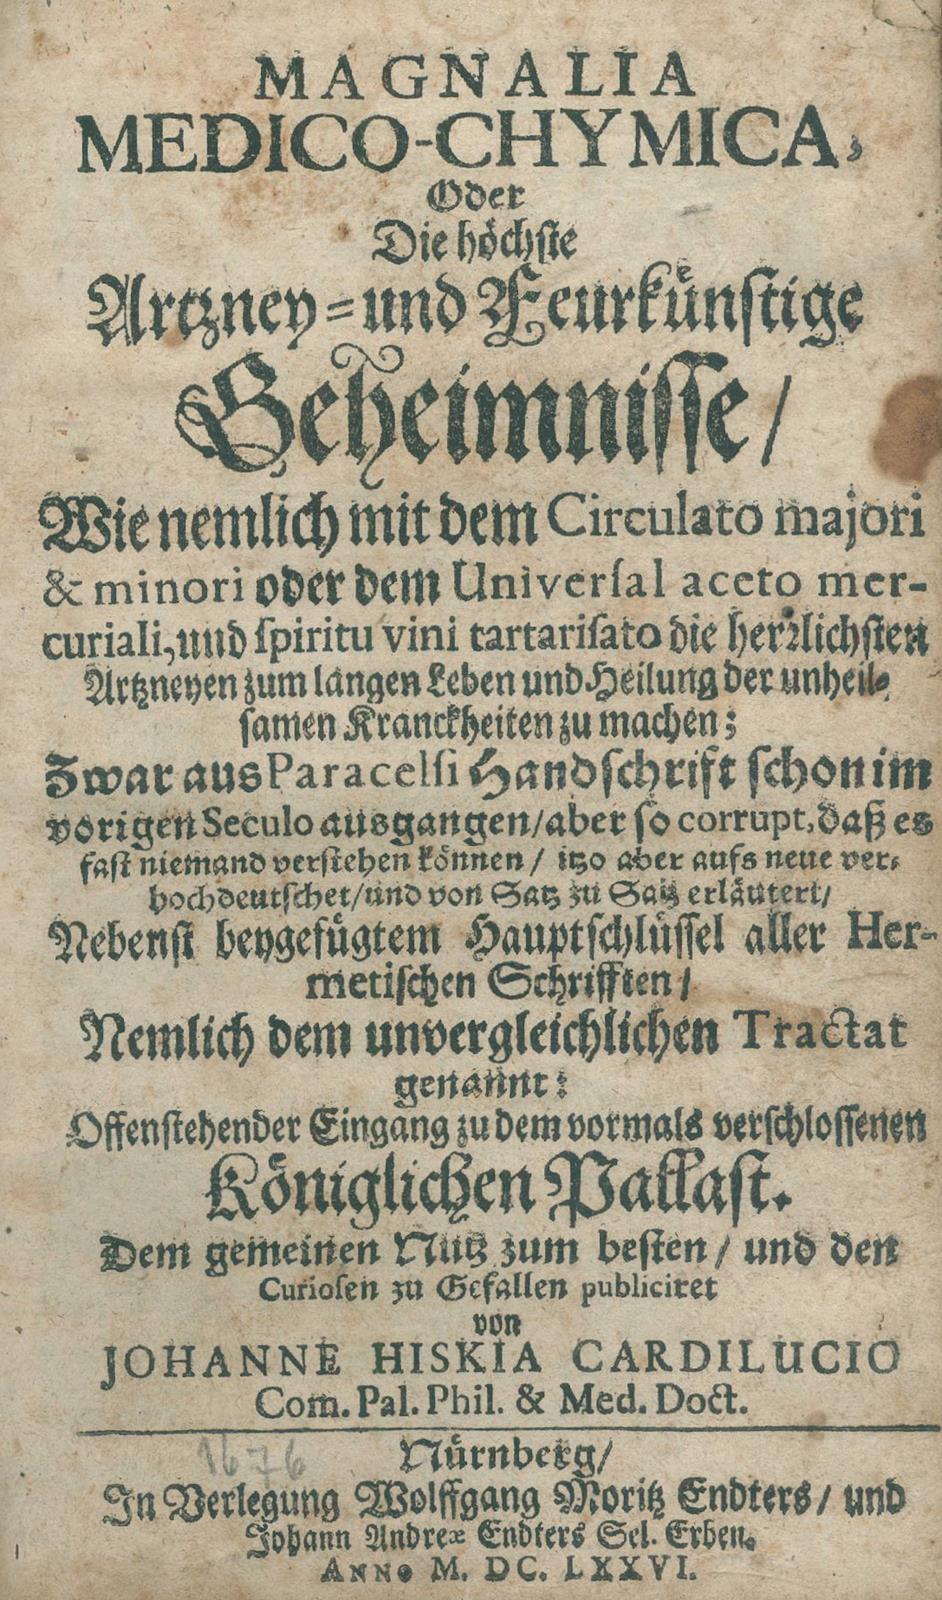 MAGNALIA
MEDICO-CHYMICA,
Oder
Die höchste
Artzney-und Feurkünstige
Geheimnisse/
Wie nemlich mit dem Circulato majori
& minori oder dem Universal aceto mer-
curiali, und spiritu vini tartarisato die herrlichsten
Artzneyen zum langen Leben und Heilung der unheil-
samen Kranckheiten zu machen;
Zwar aus Paracelsi Handschrift schon im
vorigen Seculo ausgangen/aber so corrupt, daß es
fast niemand verstehen können/ itzo aber aufs neue ver-
hochdeutschet/und von Satz zu Satz erläutert/
Nebenst beygefügtem Hauptschlüssel aller Her-
metischen Schrifften/
Nemlich dem unvergleichlichen Tractat
genannt:
Offenstehender Eingang zu dem vormals verschlossenen
Königlichen Pallast.
Dem gemeinen Nutz zum besten/ und den
Curiosen zu Gefallen publiciret
von
JOHANNE HISKIA CARDILUCIO
Com. Pal. Phil. & Med. Doct.
1676
Nürnberg/
In Verlegung Wolffgang Moritz Endters/ und
Johann Andreæ Endters Sel. Erben.
ANNO M. DC. LXXVI.